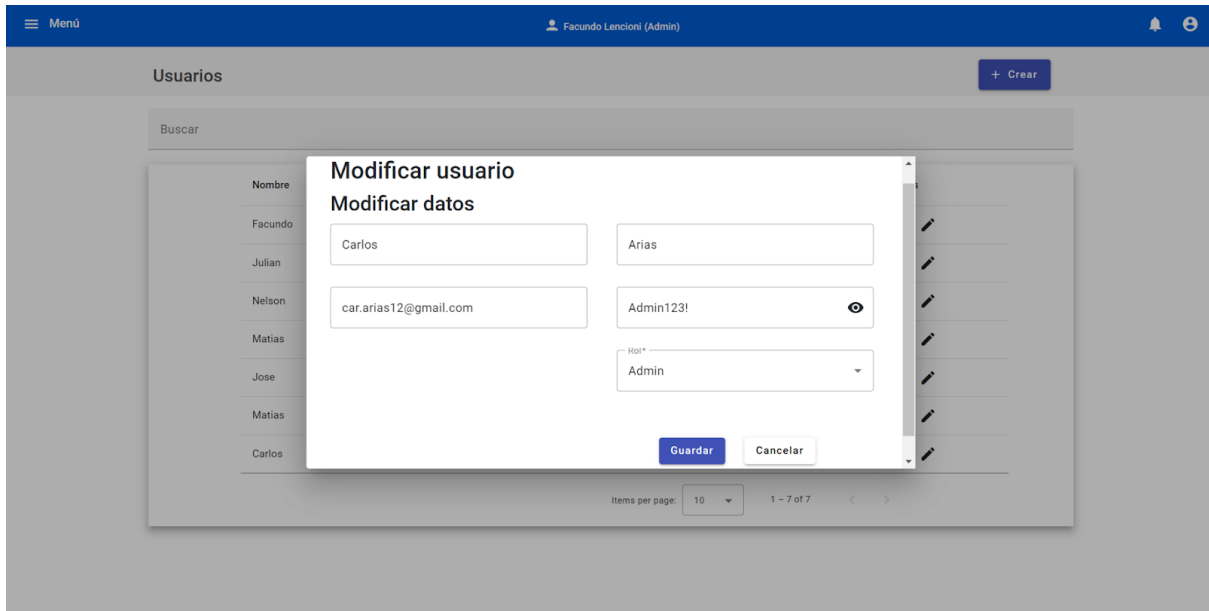 Menú
Facundo Lencioni (Admin)
Usuarios
+ Crear
Buscar
Nombre
Facundo
Julian
Nelson
Matias
Jose
Matias
Carlos
Modificar usuario
Modificar datos
Carlos
Arias
car.arias12@gmail.com
Admin123!
Rol*
Admin
Guardar
Cancelar
Items per page: 10 1 – 7 of 7